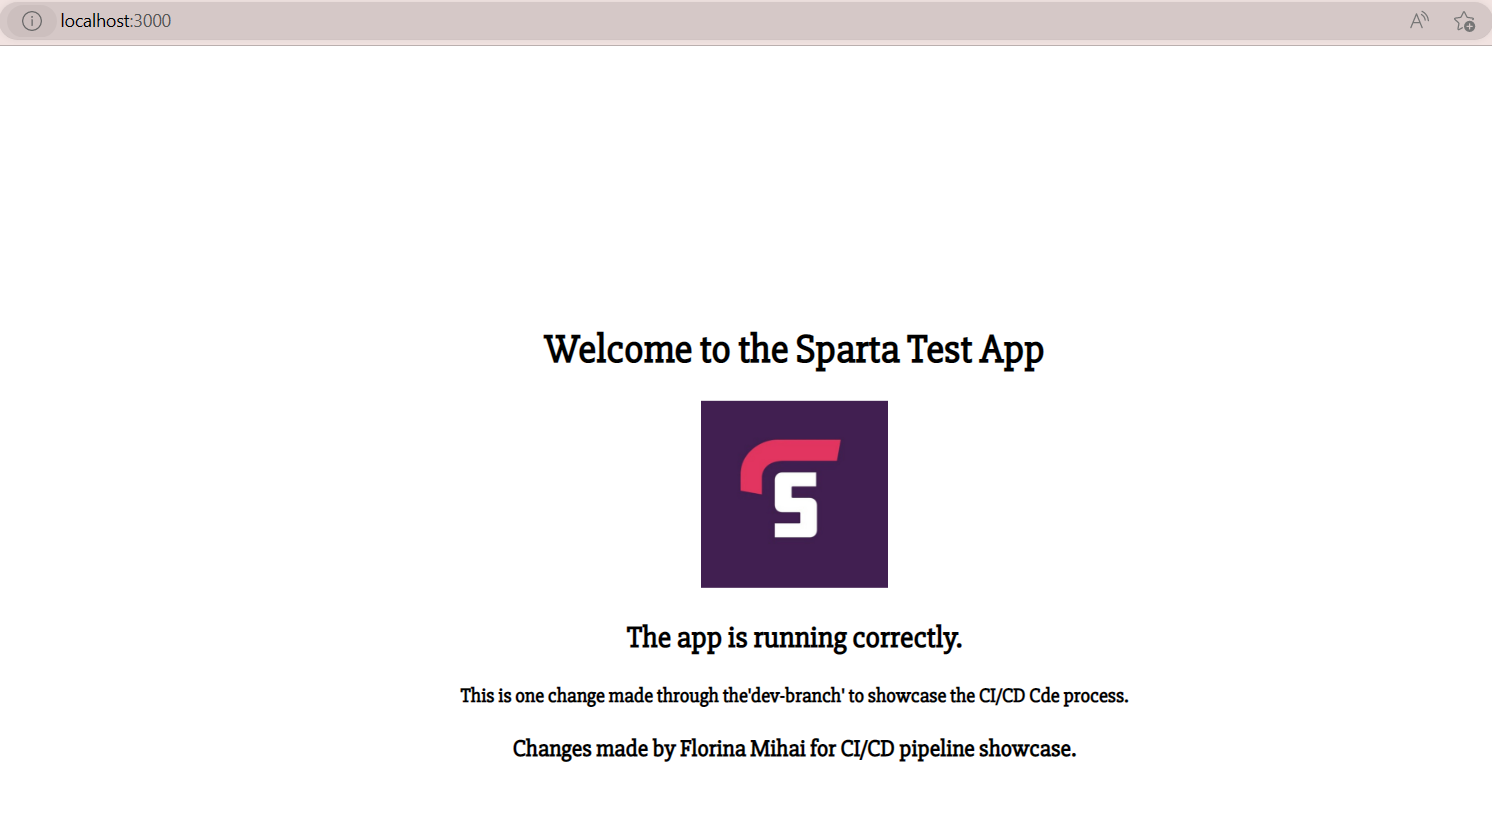 localhost:3000
Welcome to the Sparta Test App
S
The app is running correctly.
This is one change made through the'dev-branch' to showcase the CI/CD Cde process.
Changes made by Florina Mihai for CI/CD pipeline showcase.